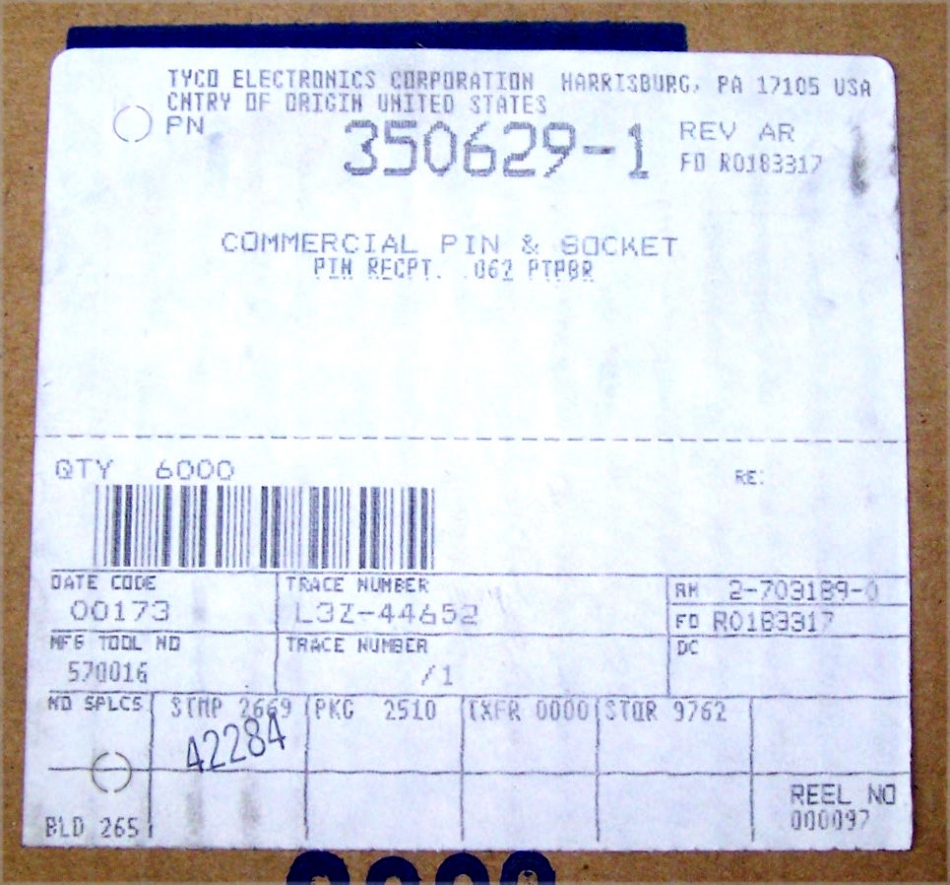 TYCO ELECTRONICS CORPORATION HARRISBURG, PA 17105 USA
CNTRY OF ORIGIN UNITED STATES
PN 350629-1 REV AR
FO R0183317
COMMERCIAL PIN & SOCKET
PIN RECPT. .062 PTPBR
QTY 6000
RE:
DATE CODE TRACE NUMBER RM 2-703189-0
00173 L3Z-44652 FO R0183317
MFG TOOL NO TRACE NUMBER DC
570016 /1
NO SPLCS STMP 2669 PKG 2510 TXFR 0000 STOR 9762
42284
REEL NO
BLD 265 000097